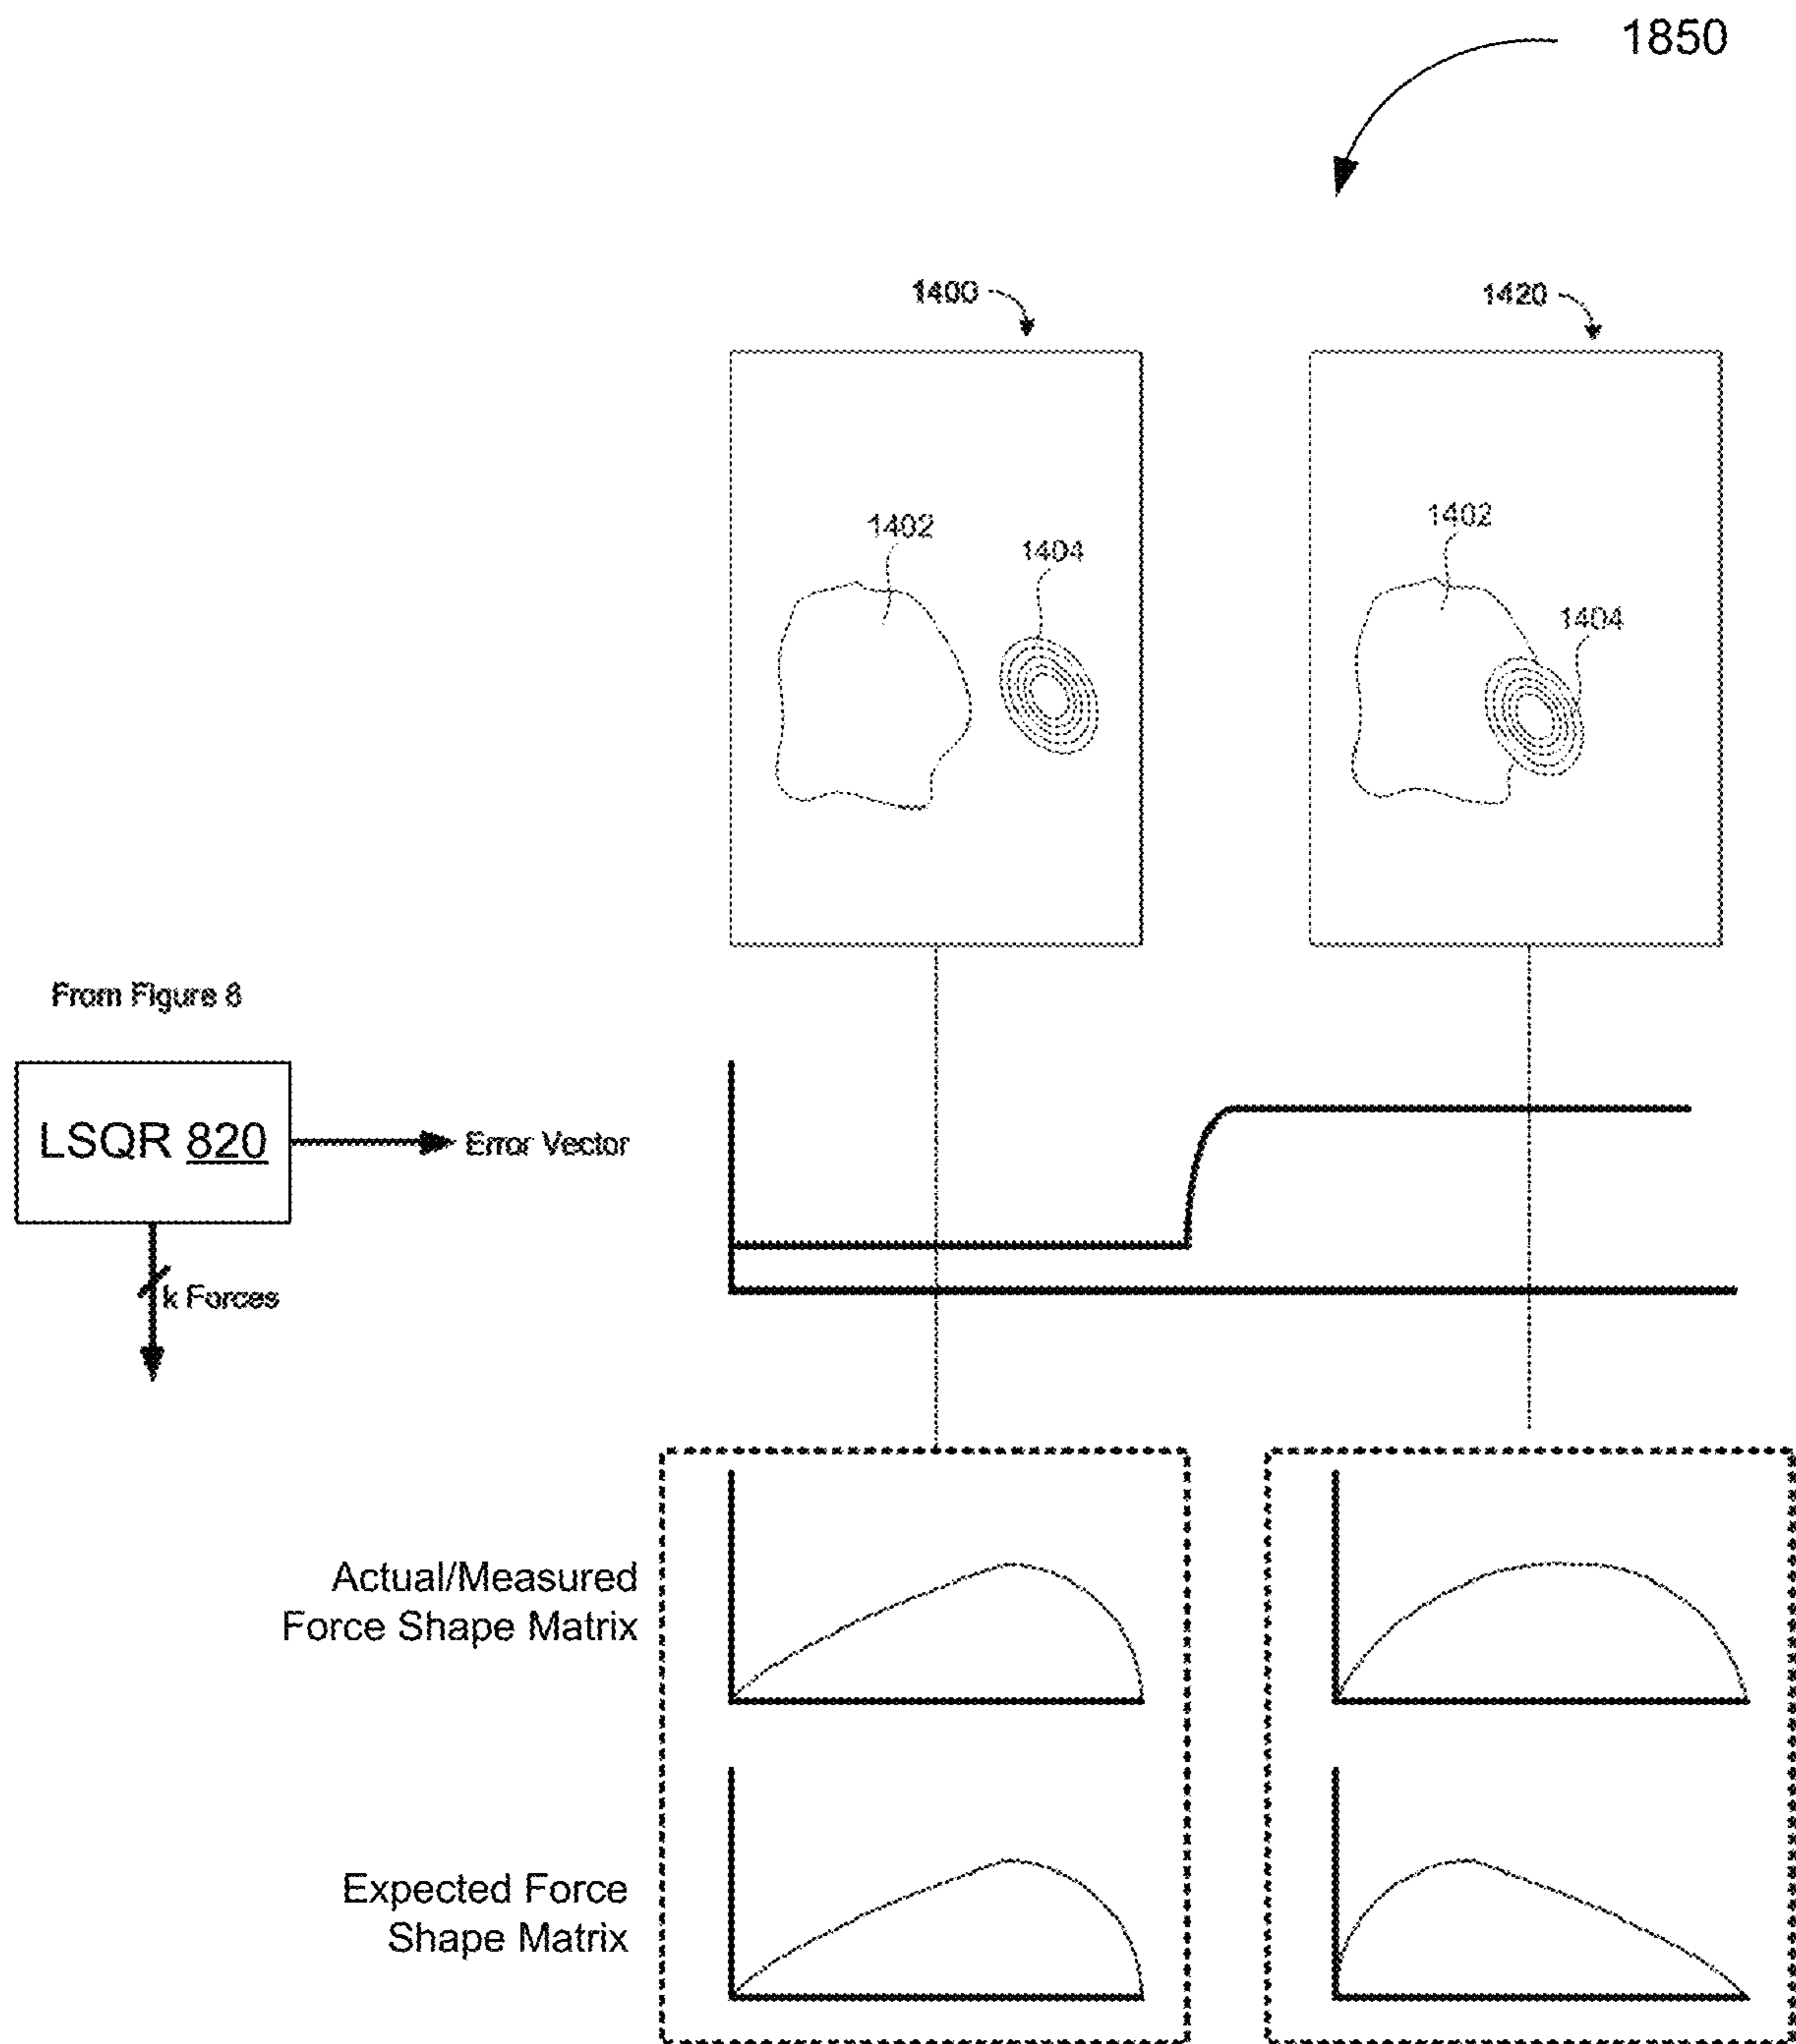 1850
1400
1420
1402
1404
1402
1404
From Figure 8
LSQR 820
Error Vector
k Forces
Actual/Measured
Force Shape Matrix
Expected Force
Shape Matrix